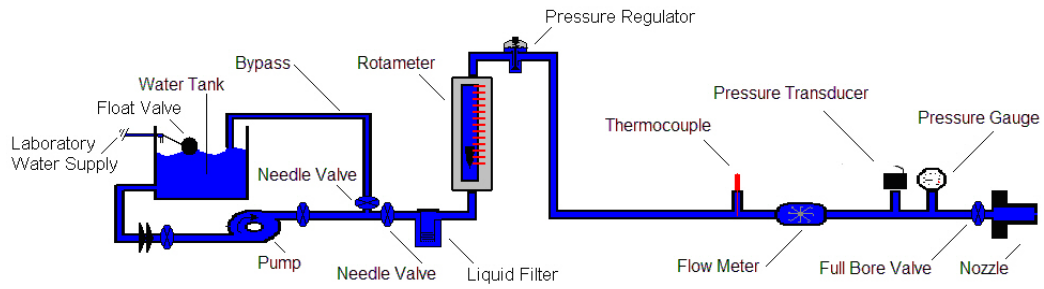 Pressure Regulator
Bypass
Rotameter
Water Tank
Float Valve
Pressure Transducer
Pressure Gauge
Thermocouple
Laboratory
Water Supply
Needle Valve
Pump
Needle Valve
Liquid Filter
Flow Meter
Full Bore Valve
Nozzle